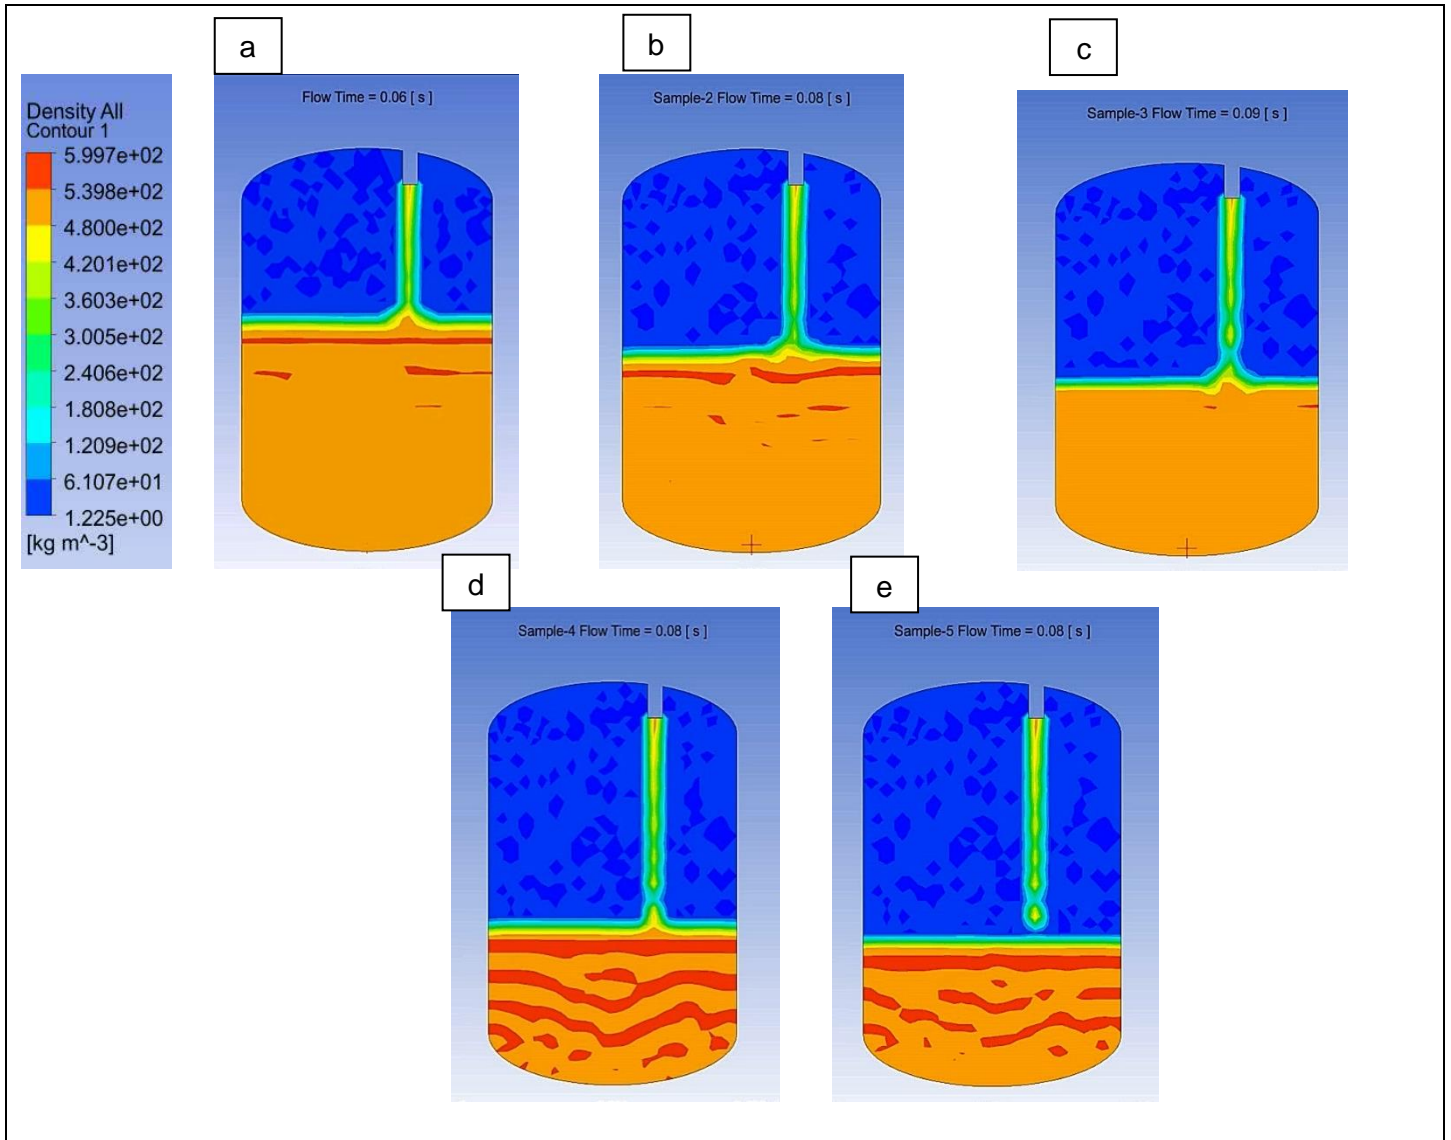 a
b
c
Density All
Contour 1
5.997e+02
5.398e+02
4.800e+02
4.201e+02
3.603e+02
3.005e+02
2.406e+02
1.808e+02
1.209e+02
6.107e+01
1.225e+00
[kg m^-3]
Flow Time = 0.06 [ s ]
Sample-2 Flow Time = 0.08 [ s ]
Sample-3 Flow Time = 0.09 [ s ]
d
e
Sample-4 Flow Time = 0.08 [ s ]
Sample-5 Flow Time = 0.08 [ s ]